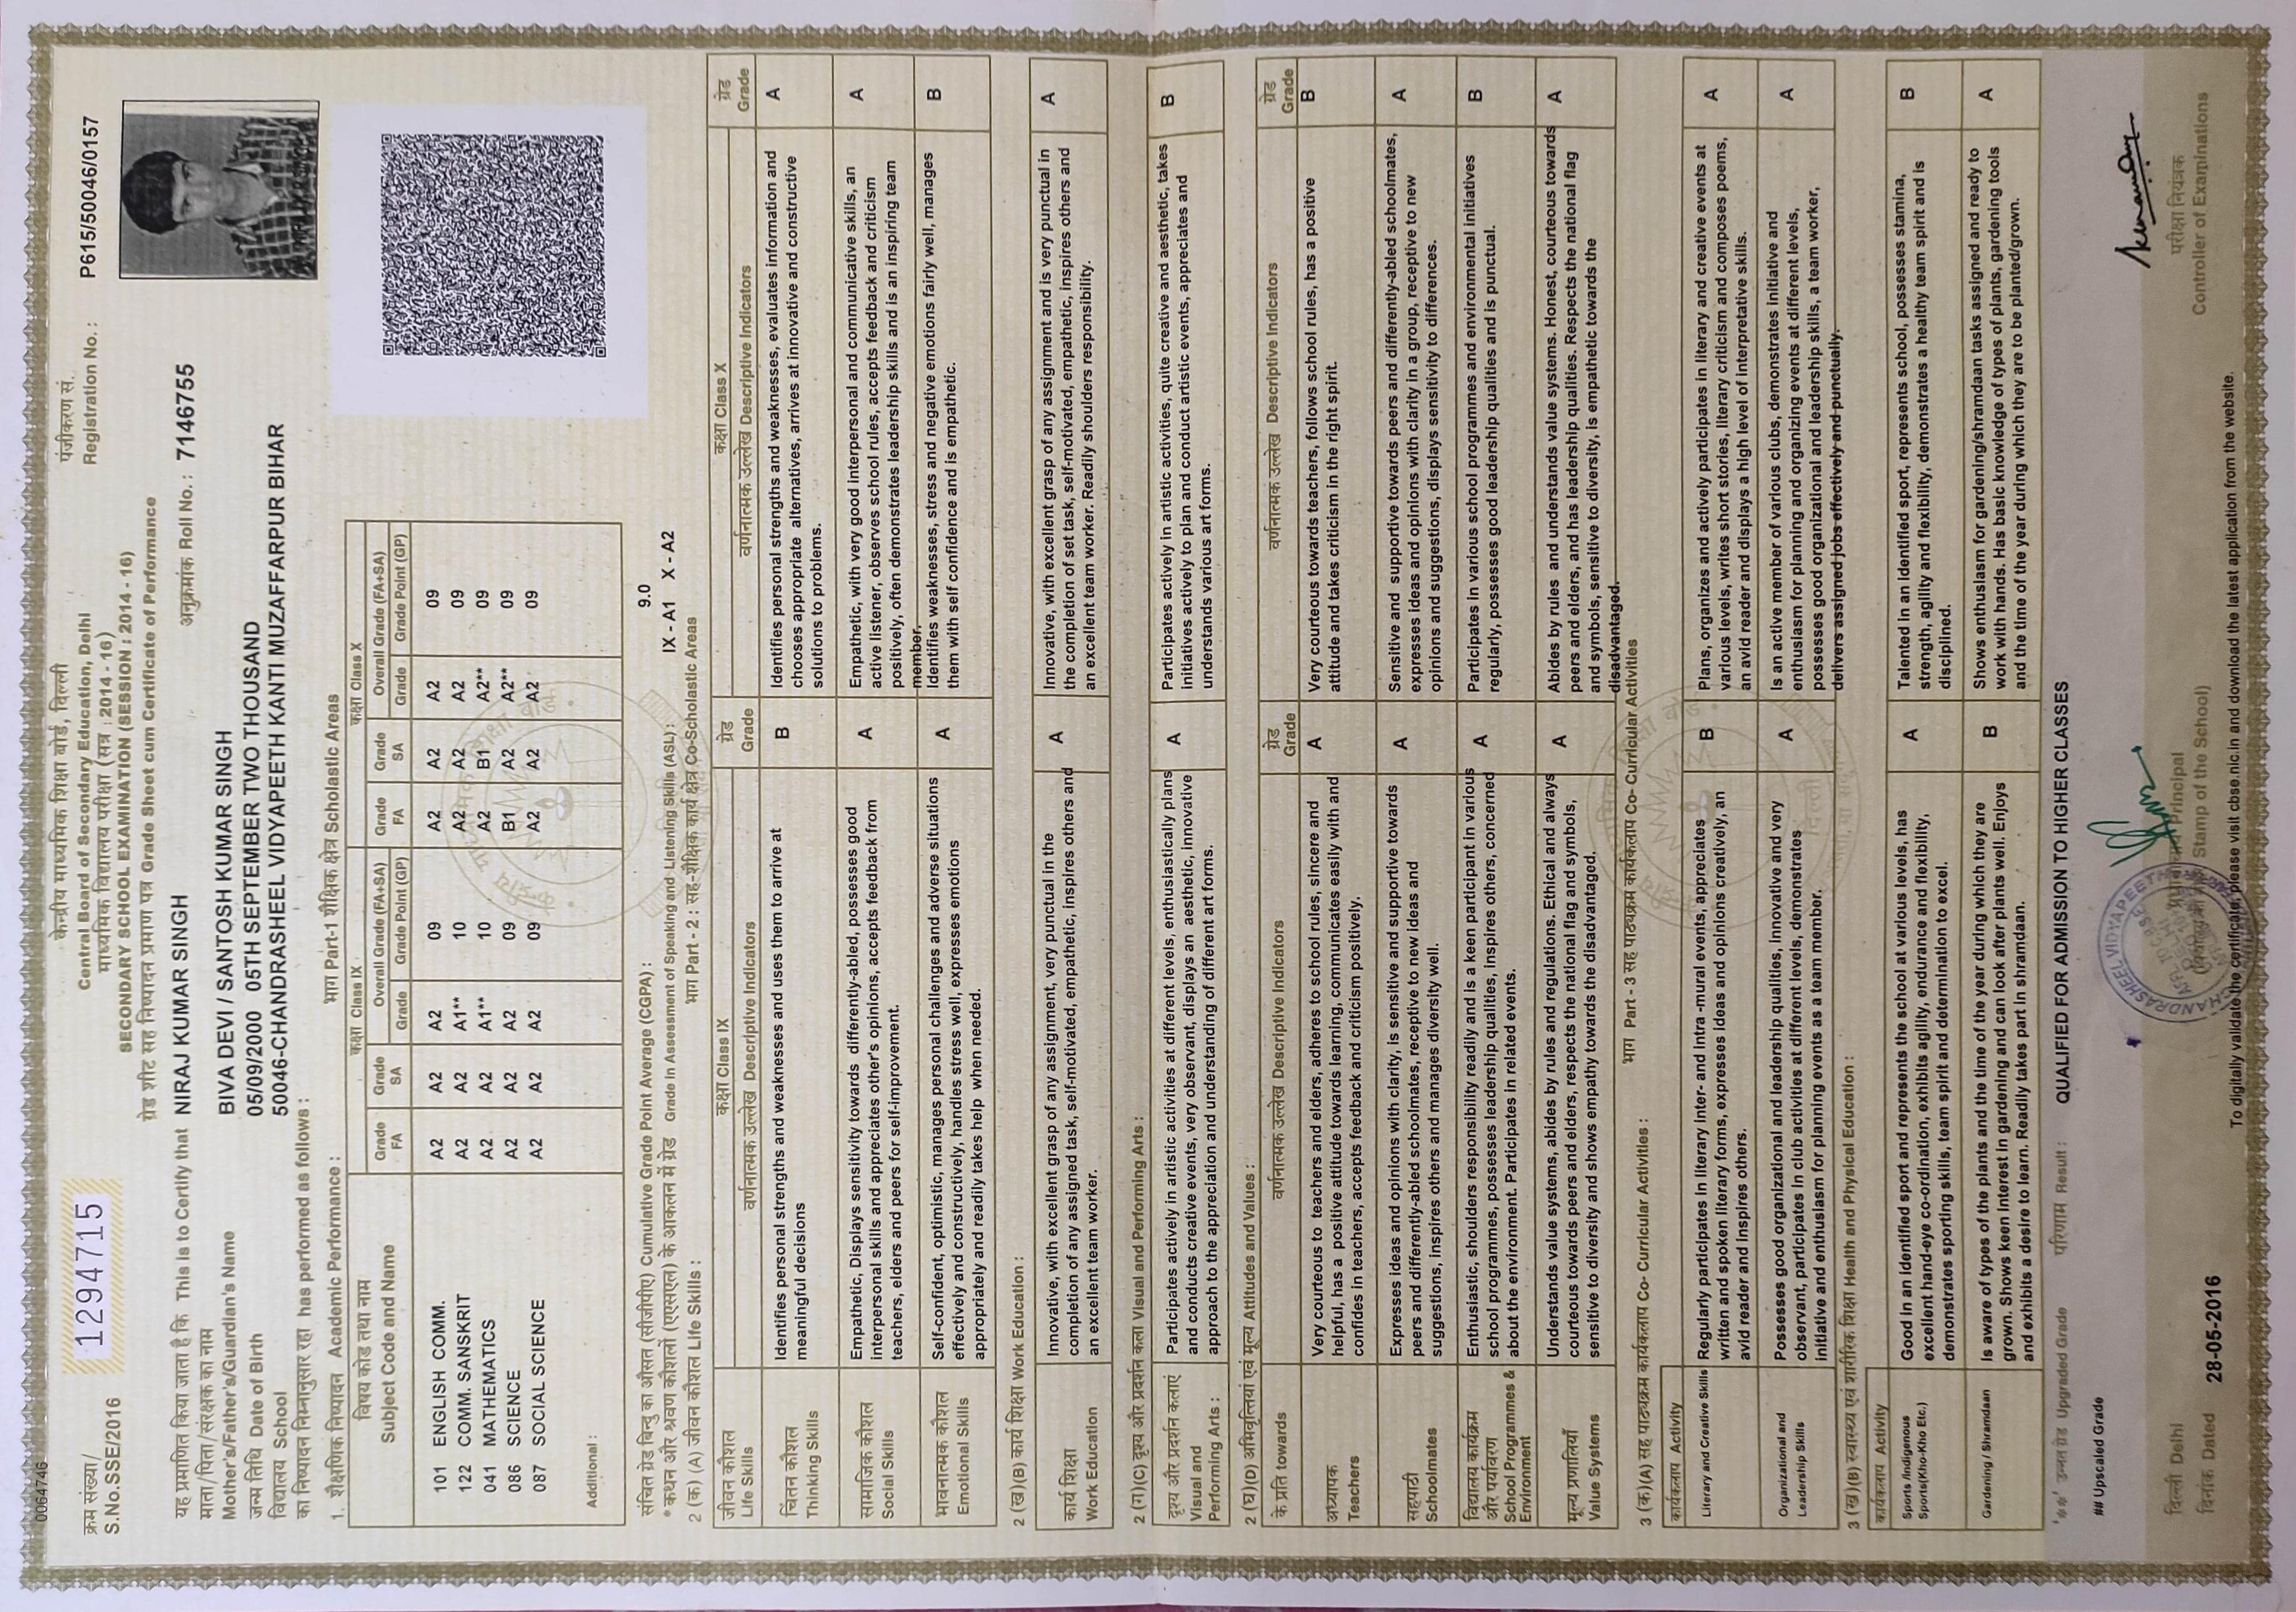 0064746
क्रम संख्या/
S.No.SSE/2016
1294715
केन्द्रीय माध्यमिक शिक्षा बोर्ड, दिल्ली
Central Board of Secondary Education, Delhi
माध्यमिक विद्यालय परीक्षा (सत्र : 2014 - 16)
SECONDARY SCHOOL EXAMINATION (SESSION : 2014 - 16)
ग्रेड शीट सह निष्पादन प्रमाण पत्र Grade Sheet cum Certificate of Performance
पंजीकरण सं.
Registration No. : P615/50046/0157
यह प्रमाणित किया जाता है कि This is to Certify that NIRAJ KUMAR SINGH
अनुक्रमांक Roll No. : 7146755
माता/पिता/संरक्षक का नाम
Mother's/Father's/Guardian's Name BIVA DEVI / SANTOSH KUMAR SINGH
जन्म तिथि Date of Birth 05/09/2000 05TH SEPTEMBER TWO THOUSAND
विद्यालय School 50046-CHANDRASHEEL VIDYAPEETH KANTI MUZAFFARPUR BIHAR
का निष्पादन निम्नानुसार रहा has performed as follows :
1. शैक्षणिक निष्पादन Academic Performance : भाग Part-1 शैक्षिक क्षेत्र Scholastic Areas
विषय कोड तथा नाम
Subject Code and Name
कक्षा Class IX कक्षा Class X
Grade FA Grade SA Overall Grade (FA+SA) Grade FA Grade SA Overall Grade (FA+SA)
Grade Grade Point (GP) Grade Grade Point (GP)
101 ENGLISH COMM. A2 A2 A2 09 A2 A2 A2 09
122 COMM. SANSKRIT A2 A2 A1** 10 A2 A2 A2 09
041 MATHEMATICS A2 A2 A1** 10 A2 B1 A2** 09
086 SCIENCE A2 A2 A2 09 B1 A2 A2** 09
087 SOCIAL SCIENCE A2 A2 A2 09 A2 A2 A2 09
Additional :
संचित ग्रेड बिन्दु का औसत (सीजीपीए) Cumulative Grade Point Average (CGPA) : 9.0
* कथन और श्रवण कौशलों (एएसएल) के आकलन में ग्रेड Grade in Assessment of Speaking and Listening Skills (ASL) : IX - A1 X - A2
2 (क) (A) जीवन कौशल Life Skills : भाग Part - 2 : सह-शैक्षिक कार्य क्षेत्र Co-Scholastic Areas
जीवन कौशल
Life Skills
कक्षा Class IX
वर्णनात्मक उल्लेख Descriptive Indicators
ग्रेड
Grade
कक्षा Class X
वर्णनात्मक उल्लेख Descriptive Indicators
ग्रेड
Grade
चिंतन कौशल
Thinking Skills
Identifies personal strengths and weaknesses and uses them to arrive at
meaningful decisions
B
Identifies personal strengths and weaknesses, evaluates information and
chooses appropriate alternatives, arrives at innovative and constructive
solutions to problems.
A
सामाजिक कौशल
Social Skills
Empathetic, Displays sensitivity towards differently-abled, possesses good
interpersonal skills and appreciates other's opinions, accepts feedback from
teachers, elders and peers for self-improvement.
A
Empathetic, with very good interpersonal and communicative skills, an
active listener, observes school rules, accepts feedback and criticism
positively, often demonstrates leadership skills and is an inspiring team
member.
A
भावनात्मक कौशल
Emotional Skills
Self-confident, optimistic, manages personal challenges and adverse situations
effectively and constructively, handles stress well, expresses emotions
appropriately and readily takes help when needed.
A
Identifies weaknesses, stress and negative emotions fairly well, manages
them with self confidence and is empathetic.
B
2 (ख)(B) कार्य शिक्षा Work Education :
कार्य शिक्षा
Work Education
Innovative, with excellent grasp of any assignment, very punctual in the
completion of any assigned task, self-motivated, empathetic, inspires others and
an excellent team worker.
A
Innovative, with excellent grasp of any assignment and is very punctual in
the completion of set task, self-motivated, empathetic, inspires others and
an excellent team worker. Readily shoulders responsibility.
A
2 (ग)(C) दृश्य और प्रदर्शन कला Visual and Performing Arts :
दृश्य और प्रदर्शन कलाएं
Visual and
Performing Arts :
Participates actively in artistic activities at different levels, enthusiastically plans
and conducts creative events, very observant, displays an aesthetic, innovative
approach to the appreciation and understanding of different art forms.
A
Participates actively in artistic activities, quite creative and aesthetic, takes
initiatives actively to plan and conduct artistic events, appreciates and
understands various art forms.
B
2 (घ)(D) अभिवृत्तियां एवं मूल्य Attitudes and Values :
के प्रति towards
वर्णनात्मक उल्लेख Descriptive Indicators
ग्रेड
Grade
वर्णनात्मक उल्लेख Descriptive Indicators
ग्रेड
Grade
अध्यापक
Teachers
Very courteous to teachers and elders, adheres to school rules, sincere and
helpful, has a positive attitude towards learning, communicates easily with and
confides in teachers, accepts feedback and criticism positively.
A
Very courteous towards teachers, follows school rules, has a positive
attitude and takes criticism in the right spirit.
B
सहपाठी
Schoolmates
Expresses ideas and opinions with clarity, is sensitive and supportive towards
peers and differently-abled schoolmates, receptive to new ideas and
suggestions, inspires others and manages diversity well.
A
Sensitive and supportive towards peers and differently-abled schoolmates,
expresses ideas and opinions with clarity in a group, receptive to new
opinions and suggestions, displays sensitivity to differences.
A
विद्यालय कार्यक्रम
और पर्यावरण
School Programmes &
Environment
Enthusiastic, shoulders responsibility readily and is a keen participant in various
school programmes, possesses leadership qualities, inspires others, concerned
about the environment. Participates in related events.
A
Participates in various school programmes and environmental initiatives
regularly, possesses good leadership qualities and is punctual.
B
मूल्य प्रणालियाँ
Value Systems
Understands value systems, abides by rules and regulations. Ethical and always
courteous towards peers and elders, respects the national flag and symbols,
sensitive to diversity and shows empathy towards the disadvantaged.
A
Abides by rules and understands value systems. Honest, courteous towards
peers and elders, and has leadership qualities. Respects the national flag
and symbols, sensitive to diversity, is empathetic towards the
disadvantaged.
A
भाग Part - 3 सह पाठ्यक्रम कार्यकलाप Co- Curricular Activities
3 (क)(A) सह पाठ्यक्रम कार्यकलाप Co- Curricular Activities :
कार्यकलाप Activity
Literary and Creative Skills
Regularly participates in literary inter- and intra -mural events, appreciates
written and spoken literary forms, expresses ideas and opinions creatively, an
avid reader and inspires others.
B
Plans, organizes and actively participates in literary and creative events at
various levels, writes short stories, literary criticism and composes poems,
an avid reader and displays a high level of interpretative skills.
A
Organizational and
Leadership Skills
Possesses good organizational and leadership qualities, innovative and very
observant, participates in club activities at different levels, demonstrates
initiative and enthusiasm for planning events as a team member.
A
Is an active member of various clubs, demonstrates initiative and
enthusiasm for planning and organizing events at different levels,
possesses good organizational and leadership skills, a team worker,
delivers assigned jobs effectively and punctually.
A
3 (ख)(B) स्वास्थ्य एवं शारीरिक शिक्षा Health and Physical Education :
कार्यकलाप Activity
Sports /Indigenous
Sports(Kho-Kho Etc.)
Good in an identified sport and represents the school at various levels, has
excellent hand-eye co-ordination, exhibits agility, endurance and flexibility,
demonstrates sporting skills, team spirit and determination to excel.
A
Talented in an identified sport, represents school, possesses stamina,
strength, agility and flexibility, demonstrates a healthy team spirit and is
disciplined.
B
Gardening / Shramdaan
Is aware of types of the plants and the time of the year during which they are
grown. Shows keen interest in gardening and can look after plants well. Enjoys
and exhibits a desire to learn. Readily takes part in shramdaan.
B
Shows enthusiasm for gardening/shramdaan tasks assigned and ready to
work with hands. Has basic knowledge of types of plants, gardening tools
and the time of the year during which they are to be planted/grown.
A
'**' उन्नत ग्रेड Upgraded Grade परिणाम Result : QUALIFIED FOR ADMISSION TO HIGHER CLASSES
## Upscaled Grade
CHANDRASHEEL VIDYAPEETH
AFFL. TO C.B.S.E
DELHI
दिल्ली Delhi
दिनांक Dated 28-05-2016
Principal
Stamp of the School)
परीक्षा नियंत्रक
Controller of Examinations
To digitally validate the certificate, please visit cbse.nic.in and download the latest application from the website.